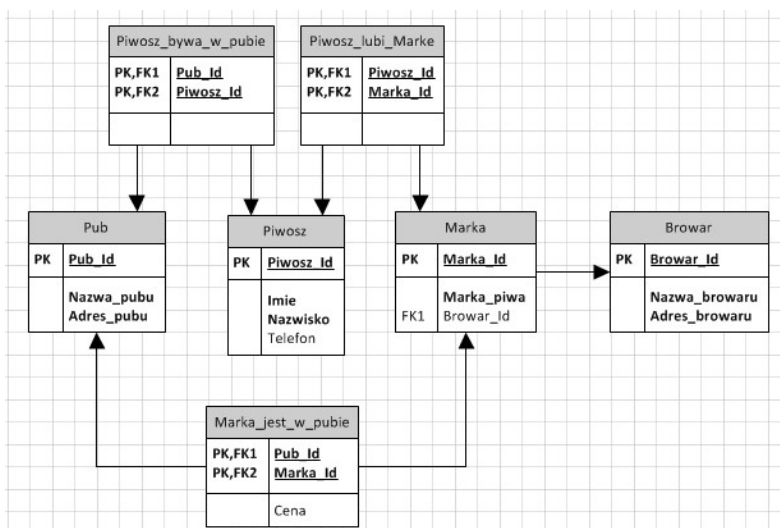 Piwosz_bywa_w_pubie
PK,FK1 Pub_Id
PK,FK2 Piwosz_Id
Piwosz_lubi_Marke
PK,FK1 Piwosz_Id
PK,FK2 Marka_Id
Pub
PK Pub_Id
Nazwa_pubu
Adres_pubu
Piwosz
PK Piwosz_Id
Imie
Nazwisko
Telefon
Marka
PK Marka_Id
Marka_piwa
FK1 Browar_Id
Browar
PK Browar_Id
Nazwa_browaru
Adres_browaru
Marka_jest_w_pubie
PK,FK1 Pub_Id
PK,FK2 Marka_Id
Cena